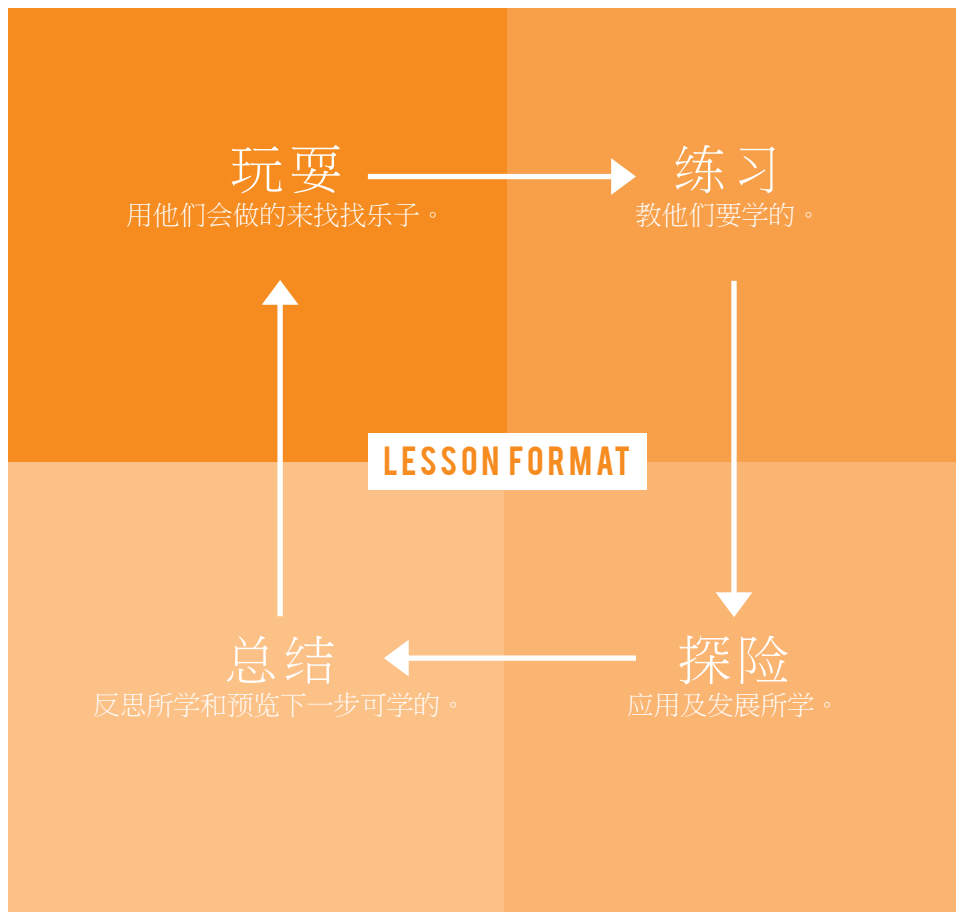 玩耍
用他们会做的来找找乐子。
练习
教他们要学的。
LESSON FORMAT
总结
反思所学和预览下一步可学的。
探险
应用及发展所学。